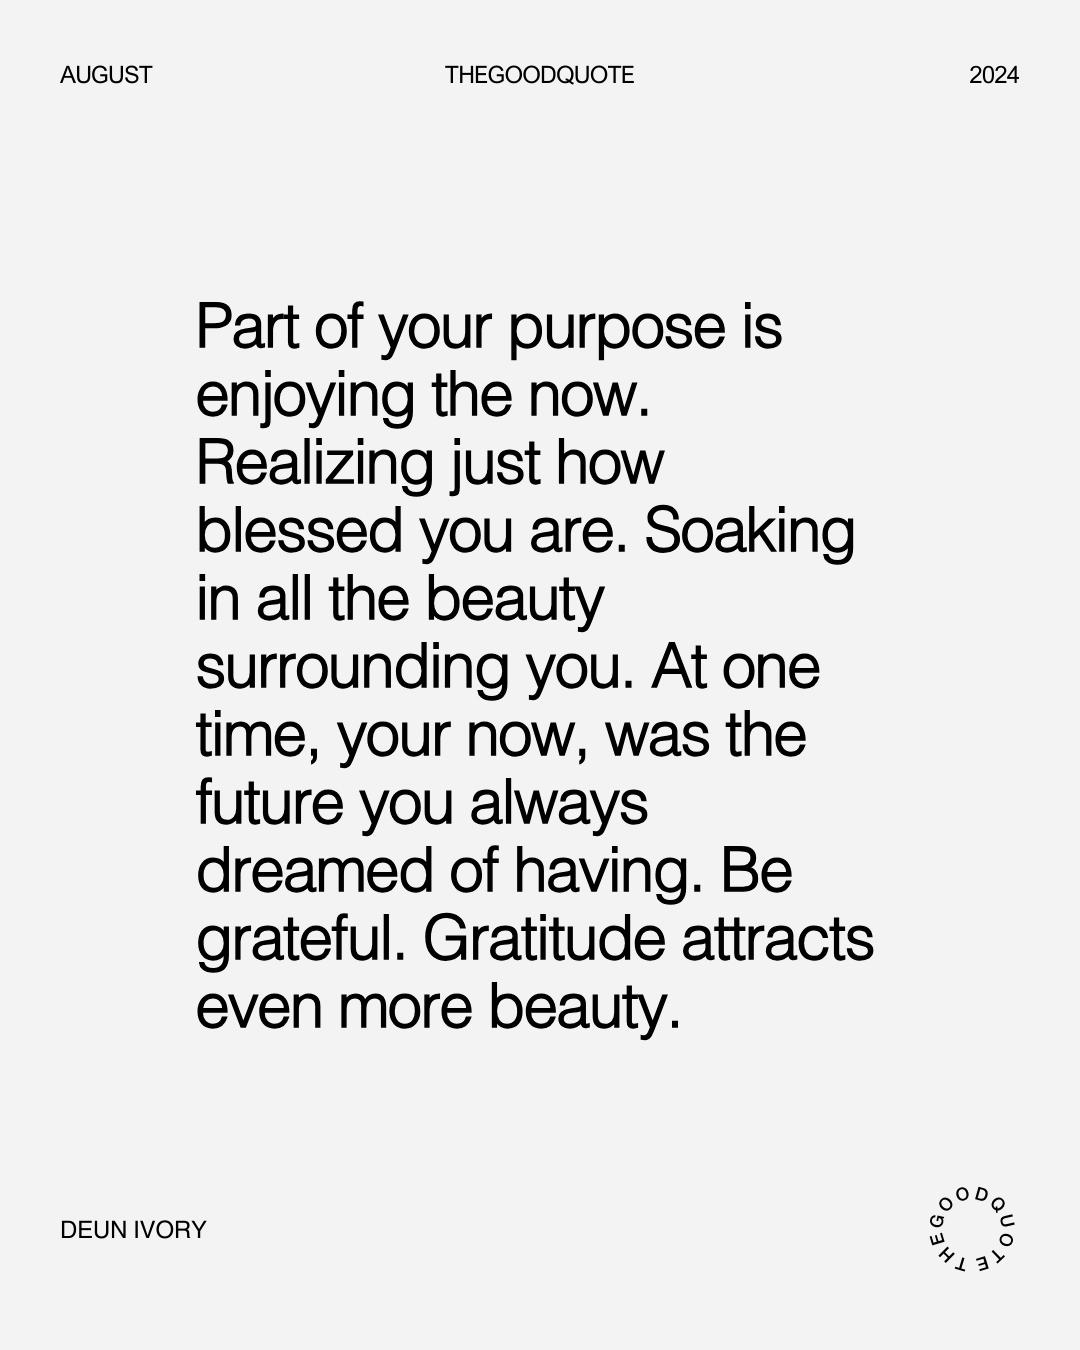 AUGUST THEGOODQUOTE 2024
Part of your purpose is
enjoying the now.
Realizing just how
blessed you are. Soaking
in all the beauty
surrounding you. At one
time, your now, was the
future you always
dreamed of having. Be
grateful. Gratitude attracts
even more beauty.
DEUN IVORY
THEGOODQUOTE